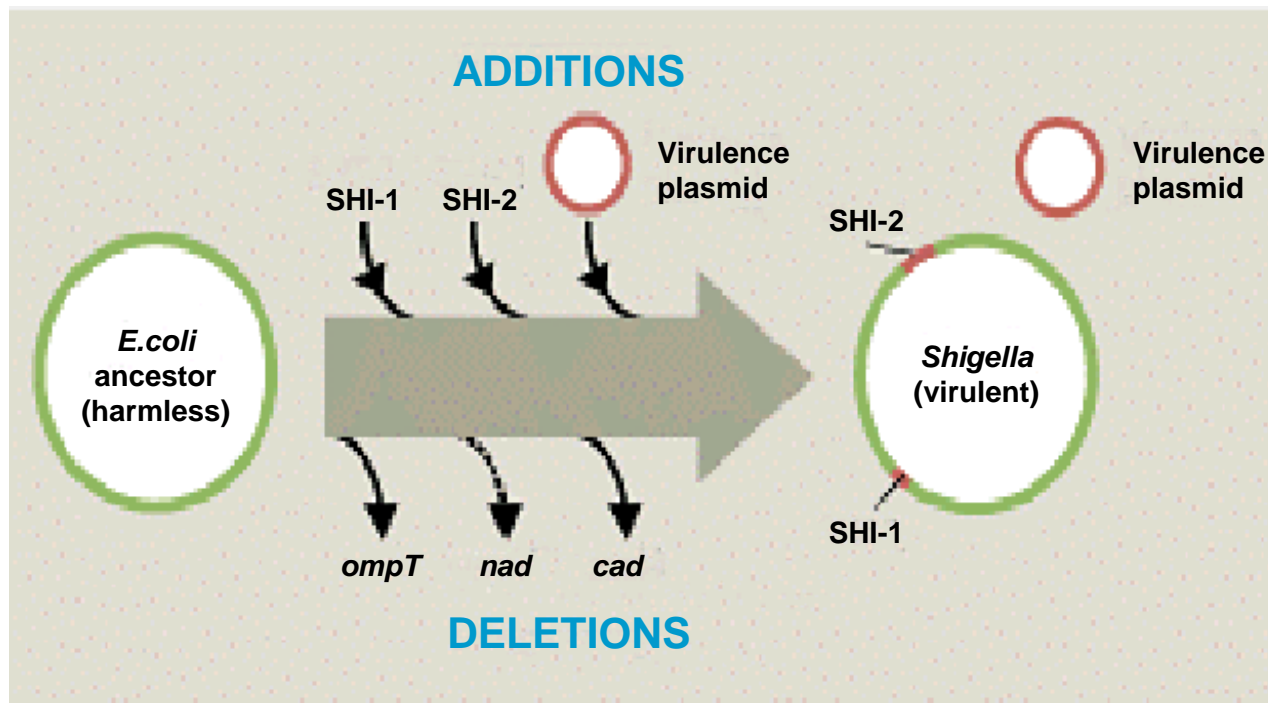 ADDITIONS
Virulence
plasmid
Virulence
plasmid
SHI-1
SHI-2
SHI-2
E.coli
ancestor
(harmless)
Shigella
(virulent)
SHI-1
ompT
nad
cad
DELETIONS